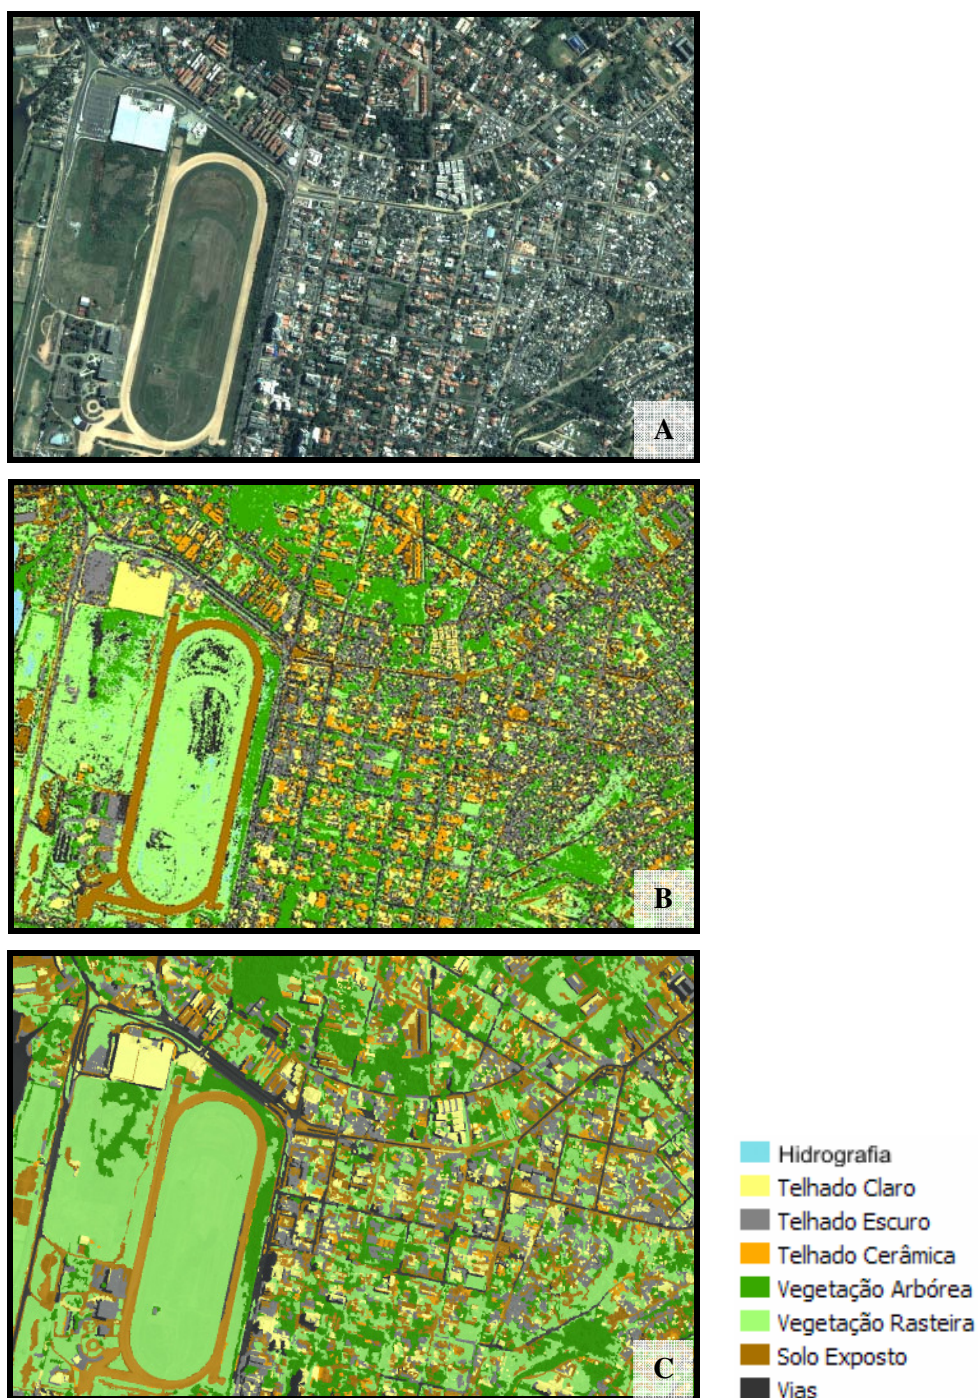 A
B
C
Hidrografia
Telhado Claro
Telhado Escuro
Telhado Cerâmica
Vegetação Arbórea
Vegetação Rasteira
Solo Exposto
Vias